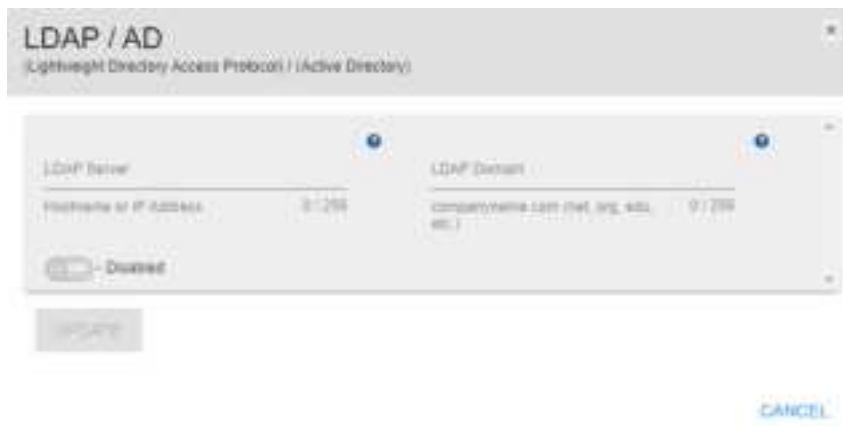 LDAP / AD
(Lightweight Directory Access Protocol) / (Active Directory)
LDAP Server
LDAP Domain
Hostname or IP Address
0 / 256
companyname.com (net, org, edu, etc.)
0 / 256
- Disabled
UPDATE
CANCEL